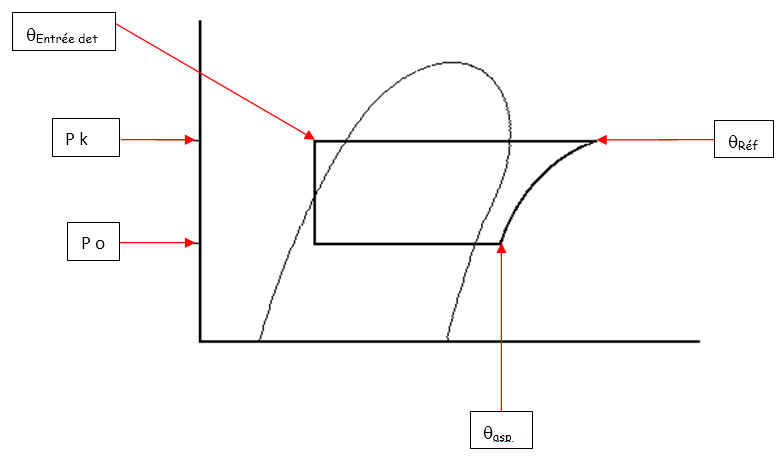 θEntrée det
P k
θRéf
P o
θasp.